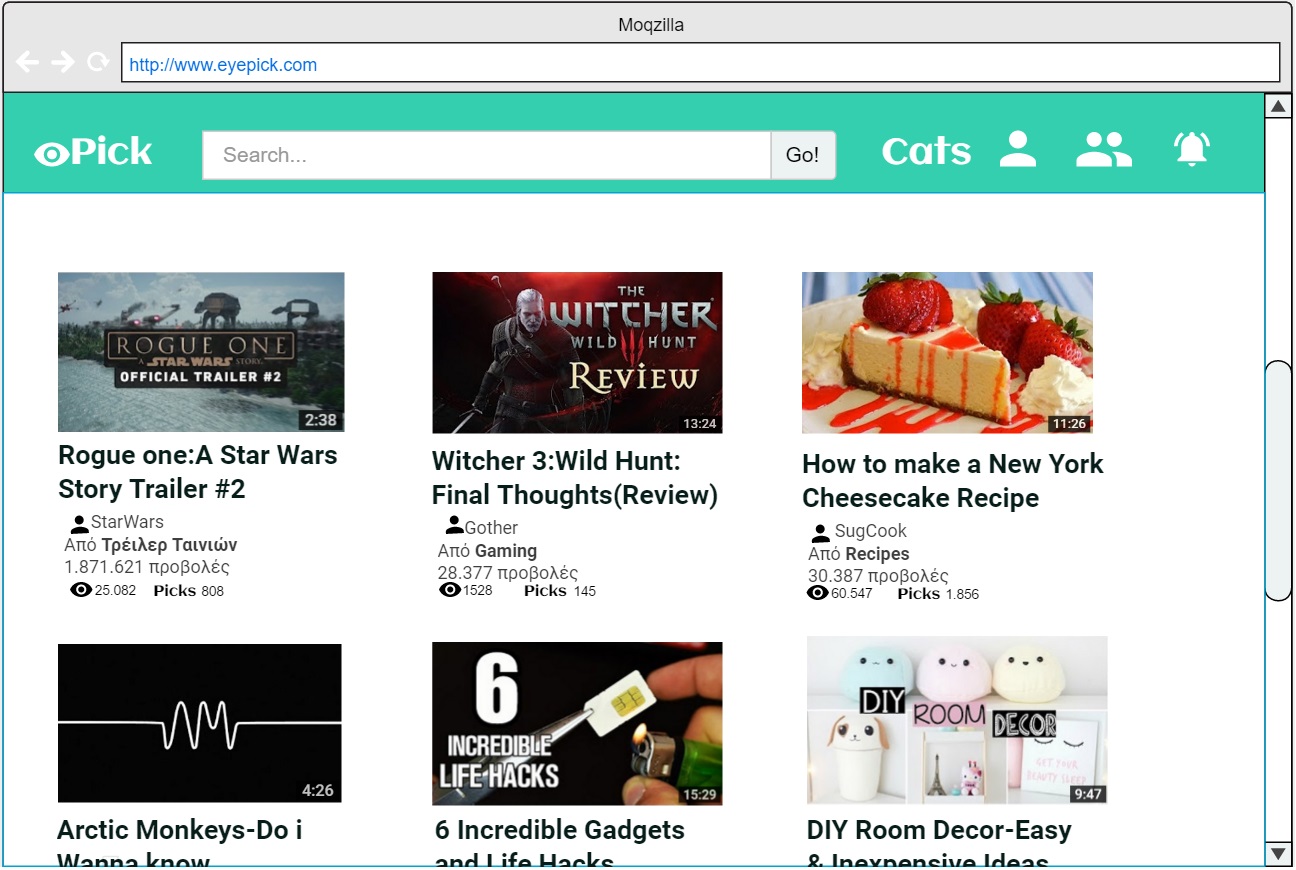 Moqzilla
http://www.eyepick.com
Pick
Search...
Go!
Cats
ROGUE ONE
A STAR WARS STORY
OFFICIAL TRAILER #2
2:38
THE
WITCHER
WILD HUNT
REVIEW
13:24
11:26
Rogue one:A Star Wars
Story Trailer #2
StarWars
Από Τρέιλερ Ταινιών
1.871.621 προβολές
25.082 Picks 808
Witcher 3:Wild Hunt:
Final Thoughts(Review)
Gother
Από Gaming
28.377 προβολές
1528 Picks 145
How to make a New York
Cheesecake Recipe
SugCook
Από Recipes
30.387 προβολές
60.547 Picks 1.856
4:26
6
INCREDIBLE
LIFE HACKS
15:29
DIY
ROOM
DECOR
GET YOUR
BEAUTY SLEEP
9:47
Arctic Monkeys-Do i
Wanna know
6 Incredible Gadgets
and Life Hacks
DIY Room Decor-Easy
& Inexpensive Ideas